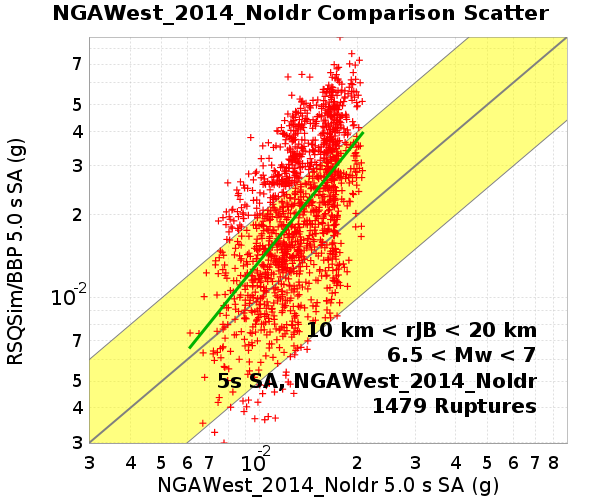 NGAWest_2014_NoIdr Comparison Scatter
RSQSim/BBP 5.0 s SA (g)
7
5
4
3
2
10-2
7
5
4
3
10 km < rJB < 20 km
6.5 < Mw < 7
5s SA, NGAWest_2014_NoIdr
1479 Ruptures
3 4 5 6 7 10-2 2 3 4 5 6 7 8
NGAWest_2014_NoIdr 5.0 s SA (g)